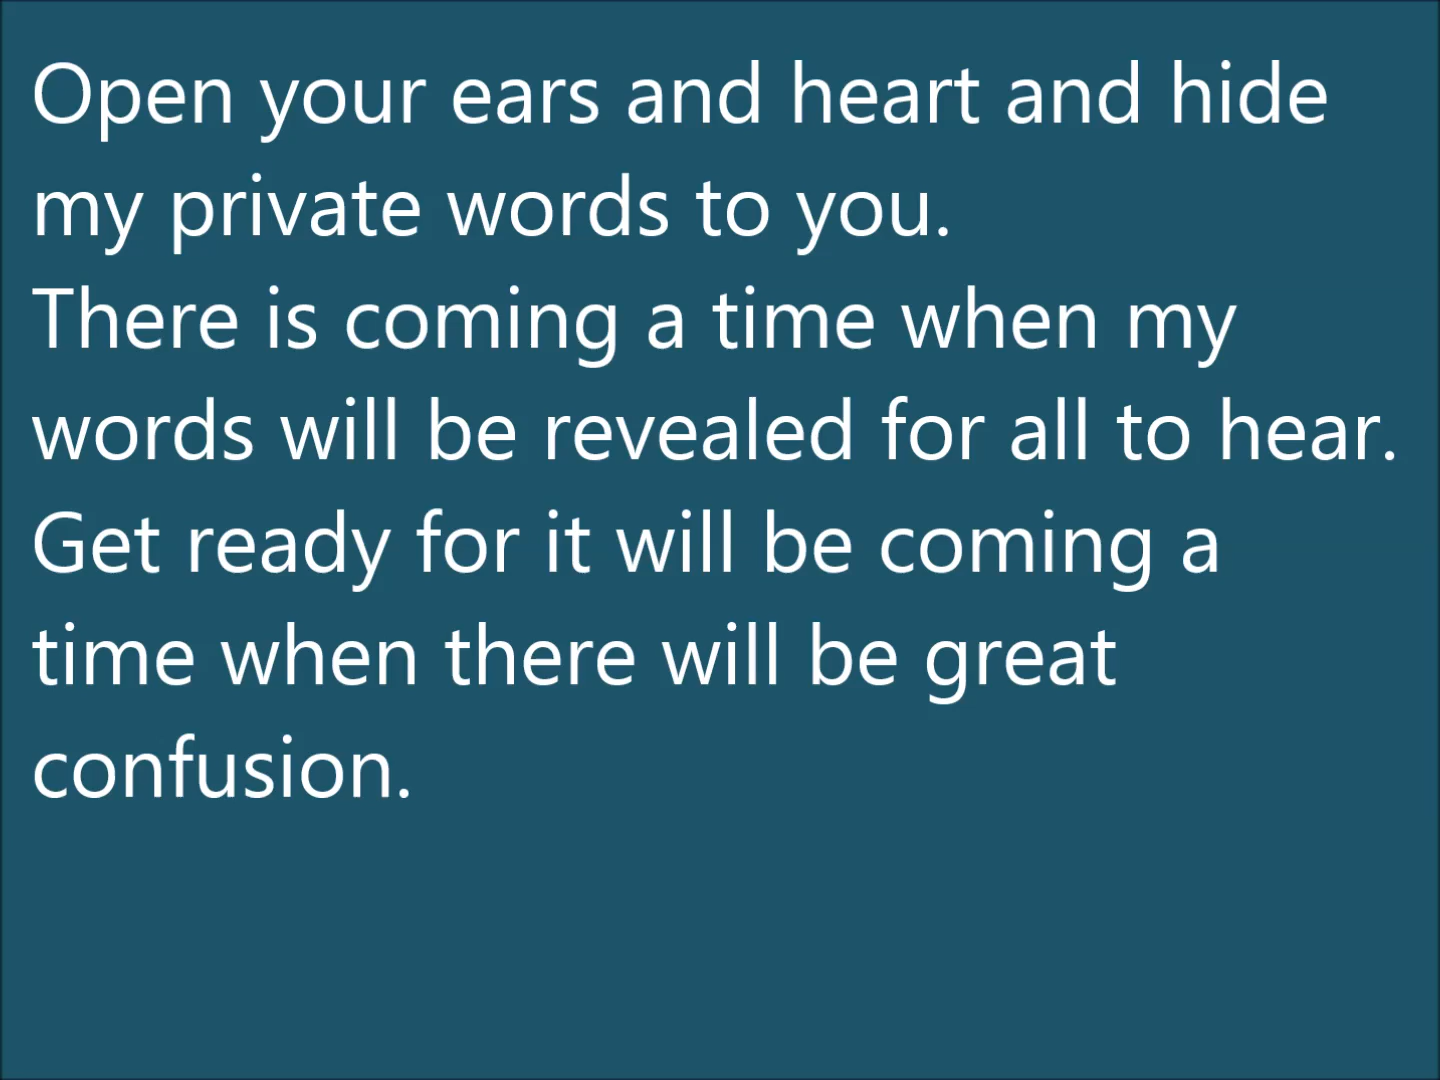 Open your ears and heart and hide
my private words to you.
There is coming a time when my
words will be revealed for all to hear.
Get ready for it will be coming a
time when there will be great
confusion.